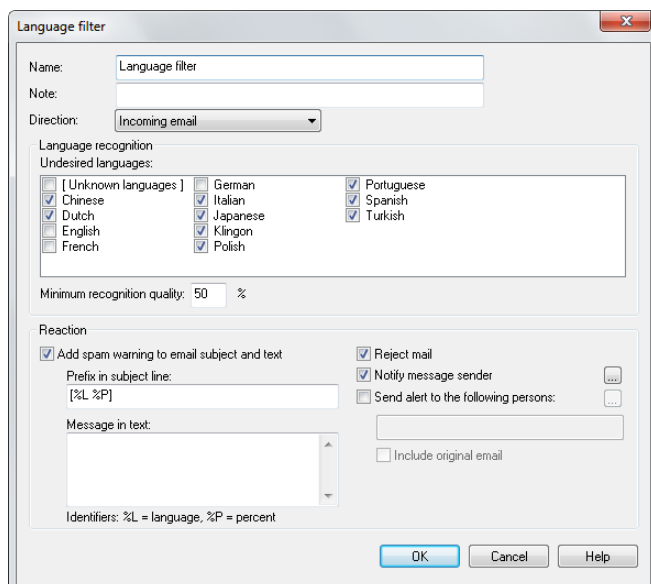 Language filter
Name: Language filter
Note:
Direction: Incoming email
Language recognition
Undesired languages:
[ Unknown languages ] German Portuguese
Chinese Italian Spanish
Dutch Japanese Turkish
English Klingon
French Polish
Minimum recognition quality: 50 %
Reaction
Add spam warning to email subject and text Reject mail
Prefix in subject line: Notify message sender ...
[%L %P] Send alert to the following persons: ...
Message in text:
Include original email
Identifiers: %L = language, %P = percent
OK Cancel Help